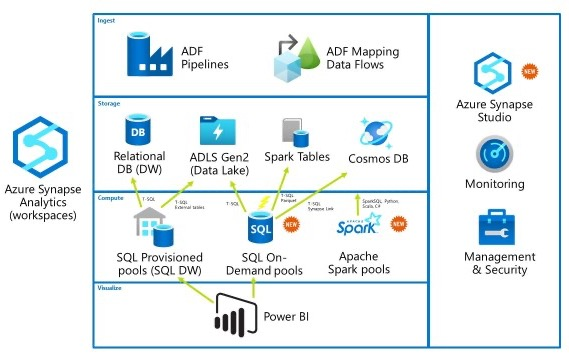 Ingest
ADF
Pipelines
ADF Mapping
Data Flows
Storage
DB
Relational
DB (DW)
ADLS Gen2
(Data Lake)
Spark Tables
Cosmos DB
Azure Synapse
Analytics
(workspaces)
Compute
T-SQL
T-SQL
External tables
T-SQL
T-SQL
Parquet
T-SQL
Synapse Link
SparkSQL, Python,
Scala, C#
SQL
NEW
APACHE
Spark
NEW
SQL Provisioned
pools (SQL DW)
SQL On-
Demand pools
Apache
Spark pools
Visualize
Power BI
NEW
Azure Synapse
Studio
Monitoring
Management
& Security